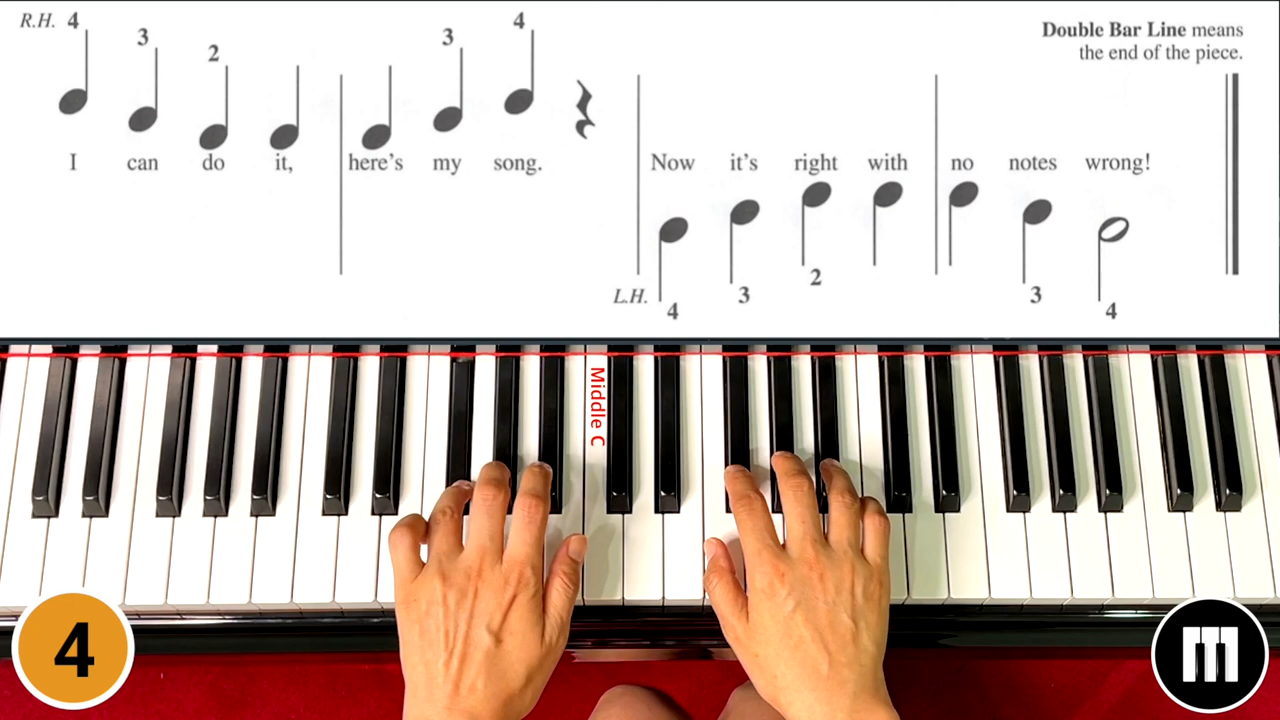 R.H. 4 3 2 3 4
Double Bar Line means
the end of the piece.
I can do it, here's my song. Now it's right with no notes wrong!
L.H. 4 3 2 3 4
Middle C
4